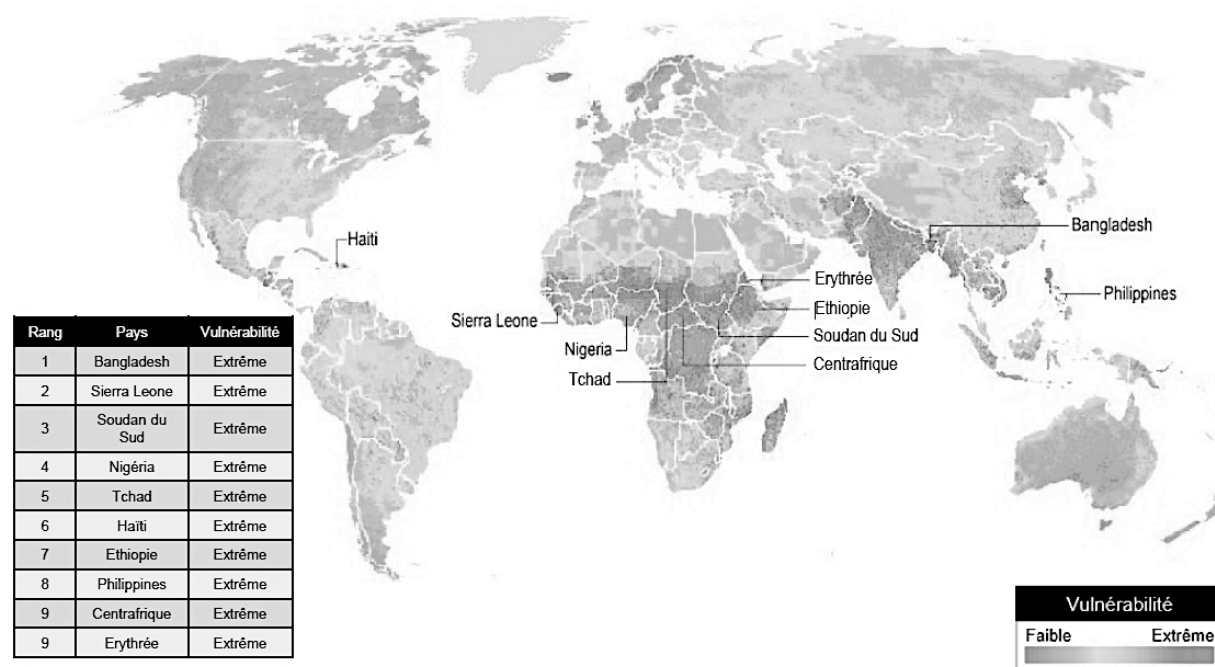 Haiti
Bangladesh
Erythrée
Philippines
Ethiopie
Sierra Leone
Soudan du Sud
Nigeria
Centrafrique
Tchad
Rang Pays Vulnérabilité
1 Bangladesh Extrême
2 Sierra Leone Extrême
3 Soudan du
Sud Extrême
4 Nigéria Extrême
5 Tchad Extrême
6 Haïti Extrême
7 Ethiopie Extrême
8 Philippines Extrême
9 Centrafrique Extrême
9 Erythrée Extrême
Vulnérabilité
Faible Extrême